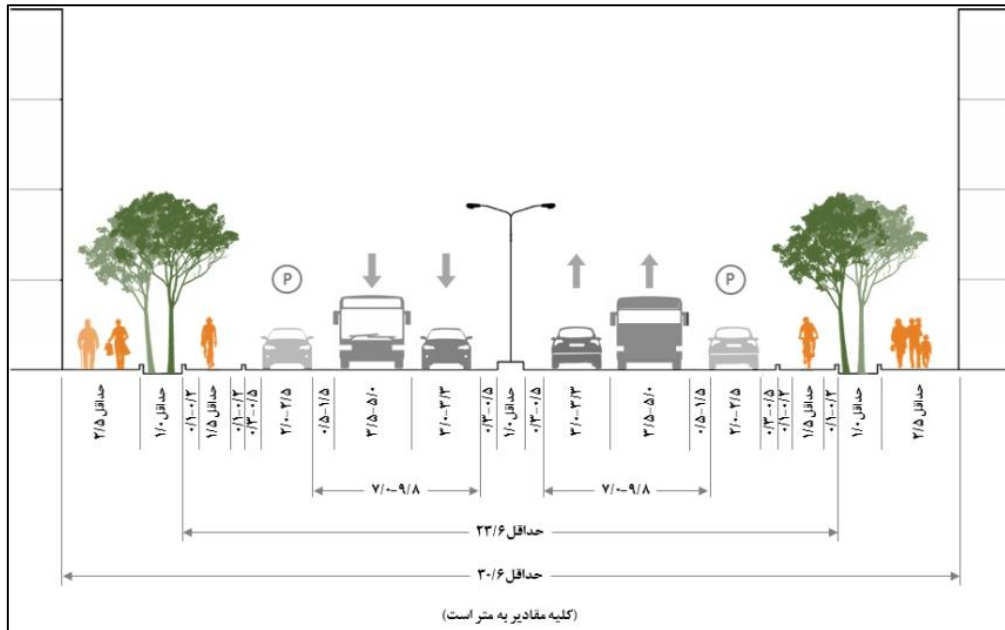 P
P
حداقل ۲/۵
حداقل ۱/۰
۰/۱-۰/۲
حداقل ۱/۵
۰/۱-۰/۲
۰/۳-۰/۵
۲/۰-۲/۵
۰/۵-۱/۵
۳/۵-۵/۰
۳/۰-۳/۳
۰/۳-۰/۵
حداقل ۱/۰
۰/۳-۰/۵
۳/۰-۳/۳
۳/۵-۵/۰
۰/۵-۱/۵
۲/۰-۲/۵
۰/۳-۰/۵
۰/۱-۰/۲
حداقل ۱/۵
۰/۱-۰/۲
حداقل ۱/۰
حداقل ۲/۵
۷/۰-۹/۸
۷/۰-۹/۸
حداقل ۲۳/۶
حداقل ۳۰/۶
(کلیه مقادیر به متر است)